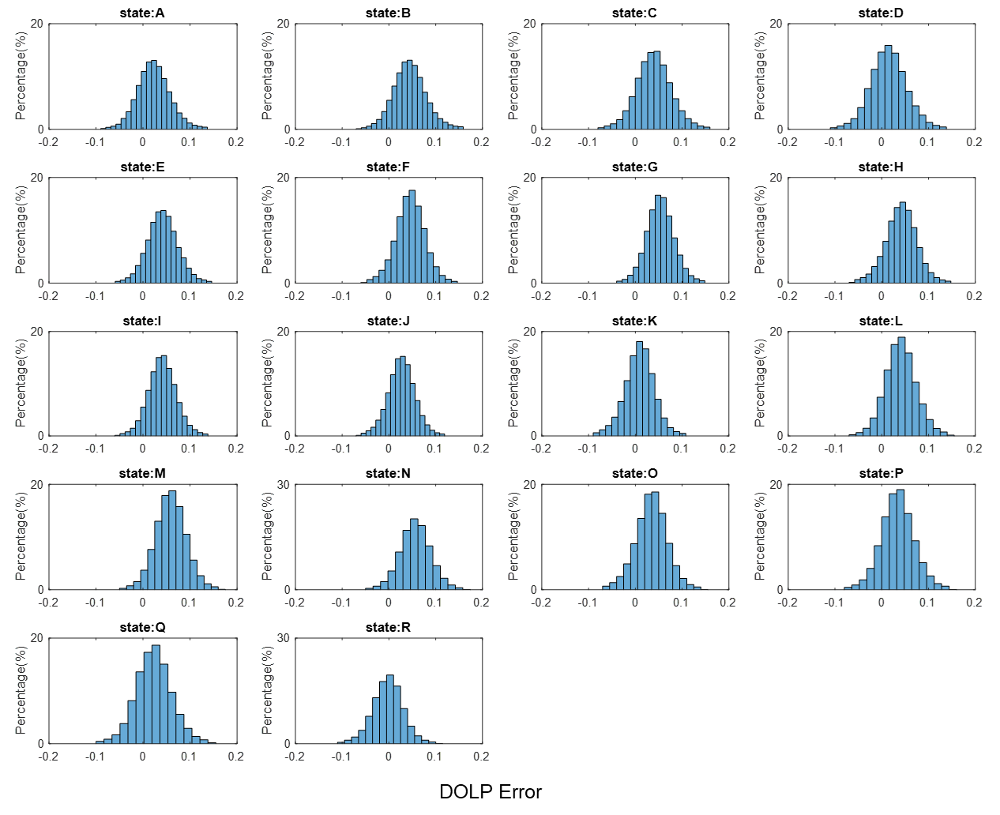 state:A
state:B
state:C
state:D
20
20
20
20
Percentage(%)
Percentage(%)
Percentage(%)
Percentage(%)
0
0
0
0
-0.2 -0.1 0 0.1 0.2
-0.2 -0.1 0 0.1 0.2
-0.2 -0.1 0 0.1 0.2
-0.2 -0.1 0 0.1 0.2
state:E
state:F
state:G
state:H
20
20
20
20
Percentage(%)
Percentage(%)
Percentage(%)
Percentage(%)
0
0
0
0
-0.2 -0.1 0 0.1 0.2
-0.2 -0.1 0 0.1 0.2
-0.2 -0.1 0 0.1 0.2
-0.2 -0.1 0 0.1 0.2
state:I
state:J
state:K
state:L
20
20
20
20
Percentage(%)
Percentage(%)
Percentage(%)
Percentage(%)
0
0
0
0
-0.2 -0.1 0 0.1 0.2
-0.2 -0.1 0 0.1 0.2
-0.2 -0.1 0 0.1 0.2
-0.2 -0.1 0 0.1 0.2
state:M
state:N
state:O
state:P
20
30
20
20
Percentage(%)
Percentage(%)
Percentage(%)
Percentage(%)
0
0
0
0
-0.2 -0.1 0 0.1 0.2
-0.2 -0.1 0 0.1 0.2
-0.2 -0.1 0 0.1 0.2
-0.2 -0.1 0 0.1 0.2
state:Q
state:R
20
30
Percentage(%)
Percentage(%)
0
0
-0.2 -0.1 0 0.1 0.2
-0.2 -0.1 0 0.1 0.2
DOLP Error